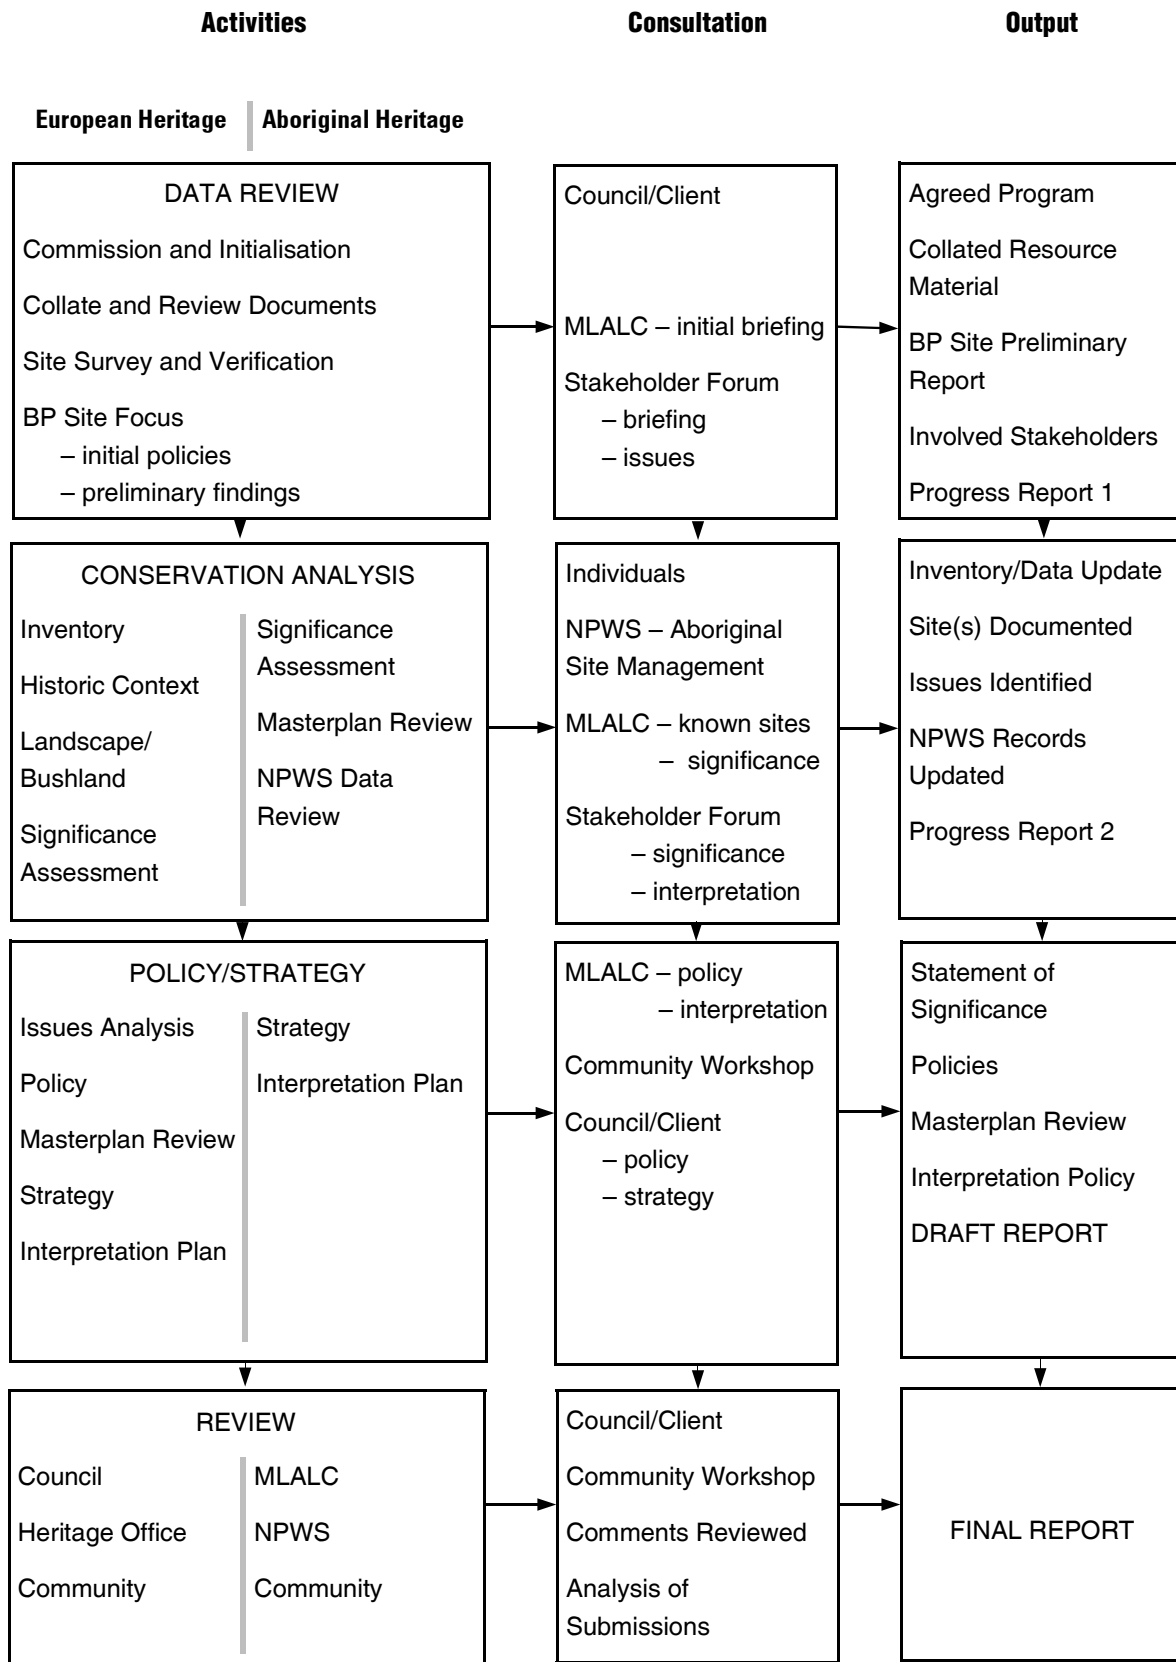 Activities
Consultation
Output
European Heritage
Aboriginal Heritage
DATA REVIEW
Commission and Initialisation
Collate and Review Documents
Site Survey and Verification
BP Site Focus
– initial policies
– preliminary findings
Council/Client
MLALC – initial briefing
Stakeholder Forum
– briefing
– issues
Agreed Program
Collated Resource
Material
BP Site Preliminary
Report
Involved Stakeholders
Progress Report 1
CONSERVATION ANALYSIS
Inventory
Historic Context
Landscape/
Bushland
Significance
Assessment
Significance
Assessment
Masterplan Review
NPWS Data
Review
Individuals
NPWS – Aboriginal
Site Management
MLALC – known sites
– significance
Stakeholder Forum
– significance
– interpretation
Inventory/Data Update
Site(s) Documented
Issues Identified
NPWS Records
Updated
Progress Report 2
POLICY/STRATEGY
Issues Analysis
Policy
Masterplan Review
Strategy
Interpretation Plan
Strategy
Interpretation Plan
MLALC – policy
– interpretation
Community Workshop
Council/Client
– policy
– strategy
Statement of
Significance
Policies
Masterplan Review
Interpretation Policy
DRAFT REPORT
REVIEW
Council
Heritage Office
Community
MLALC
NPWS
Community
Council/Client
Community Workshop
Comments Reviewed
Analysis of
Submissions
FINAL REPORT